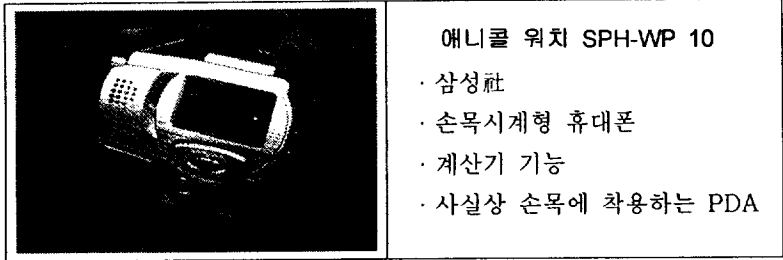 애니콜 워치 SPH-WP 10
· 삼성社
· 손목시계형 휴대폰
· 계산기 기능
· 사실상 손목에 착용하는 PDA